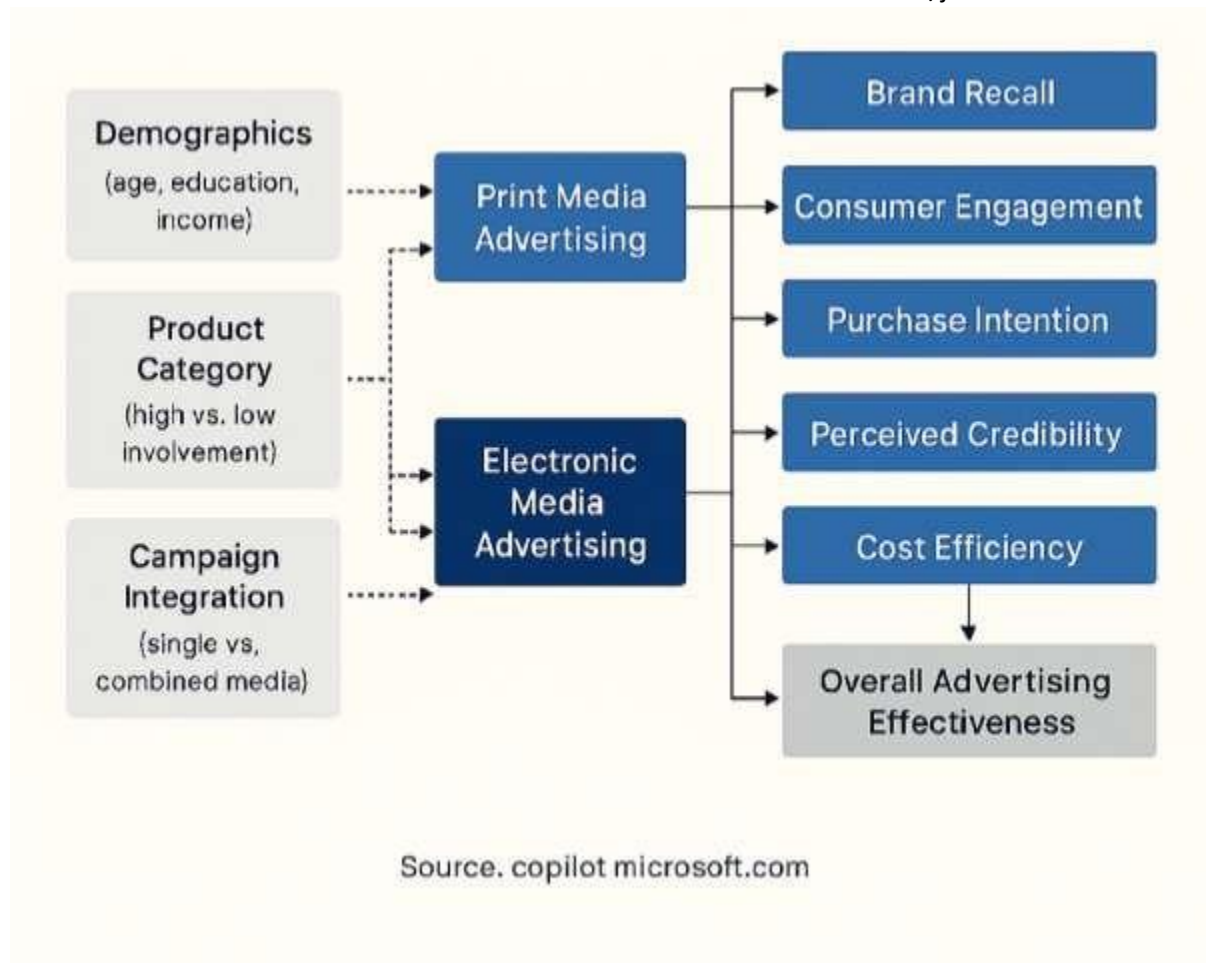 Demographics
(age, education,
income)
Product
Category
(high vs. low
involvement)
Campaign
Integration
(single vs,
combined media)
Print Media
Advertising
Electronic
Media
Advertising
Brand Recall
Consumer Engagement
Purchase Intention
Perceived Credibility
Cost Efficiency
Overall Advertising
Effectiveness
Source. copilot microsoft.com